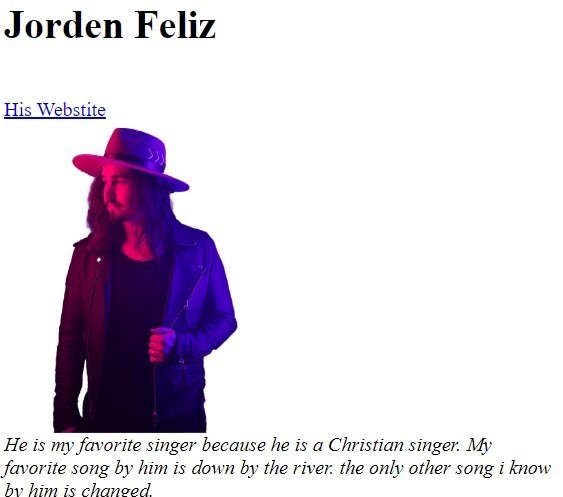 Jorden Feliz
His Webstite
He is my favorite singer because he is a Christian singer. My
favorite song by him is down by the river. the only other song i know
by him is changed.